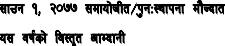 साउन १, २०७७ समायोजीत/पुनःस्थापना मौज्दात
यस वर्षको विस्तृत आम्दानी